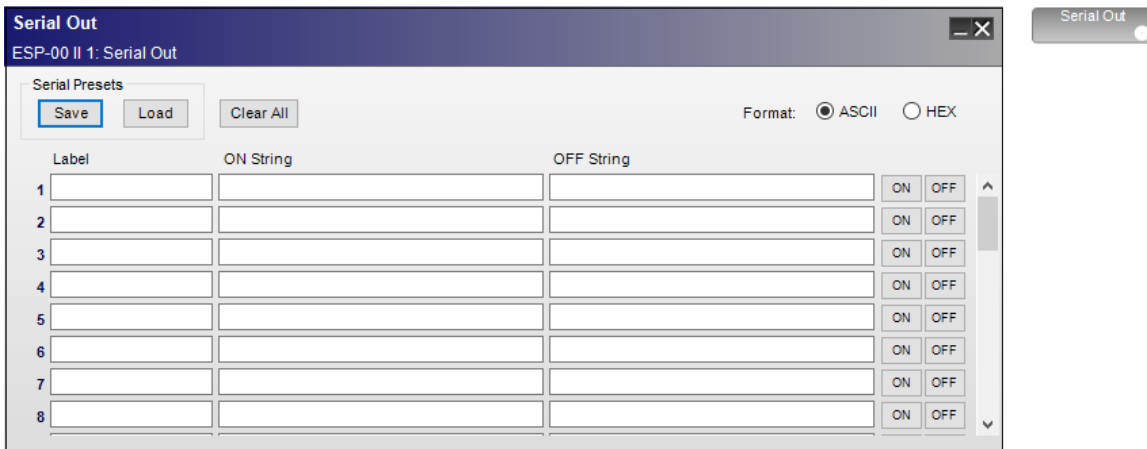 Serial Out
ESP-00 II 1: Serial Out
Serial Out
Serial Presets
Save Load Clear All Format: ASCII HEX
Label ON String OFF String
1 ON OFF
2 ON OFF
3 ON OFF
4 ON OFF
5 ON OFF
6 ON OFF
7 ON OFF
8 ON OFF